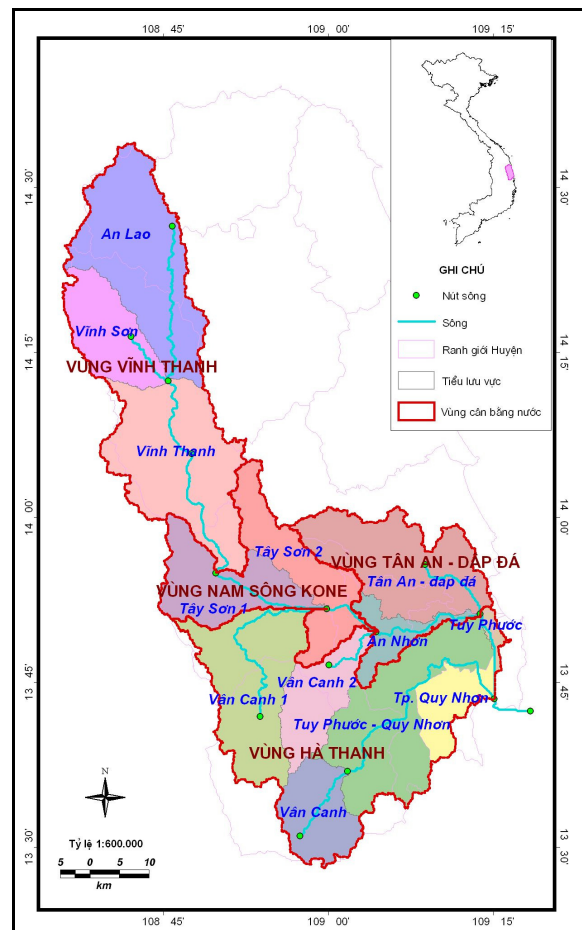 108 45
109 00
109 15
14 30
14 30
An Lao
GHI CHÚ
Nút sông
Sông
Ranh giới Huyện
Tiểu lưu vực
Vùng cân bằng nước
14 15
14 15
Vĩnh Sơn
VÙNG VĨNH THẠNH
Vĩnh Thạnh
14 00
14 00
Tây Sơn 2
VÙNG TÂN AN - ĐẬP ĐÁ
Tân An - đập đá
VÙNG NAM SÔNG KONE
Tây Sơn 1
Tuy Phước
An Nhơn
13 45
13 45
Vân Canh 2
Vân Canh 1
Tp. Quy Nhơn
Tuy Phước - Quy Nhơn
VÙNG HÀ THANH
Vân Canh
N
Tỷ lệ 1:600.000
5 0 5 10
km
13 30
13 30
108 45
109 00
109 15